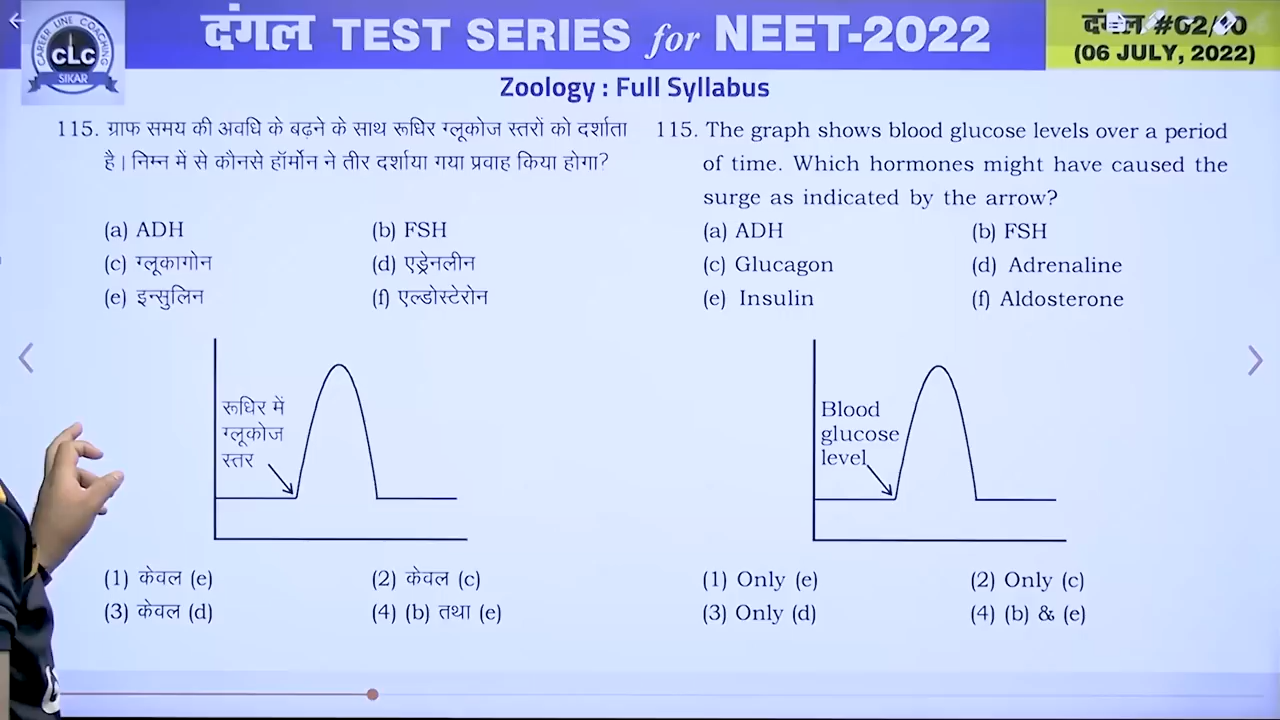 दंगल TEST SERIES for NEET-2022
दंगल #02/10
(06 JULY, 2022)
CAREER LINE COACHING
CLC
SIKAR
Zoology : Full Syllabus
115. ग्राफ समय की अवधि के बढ़ने के साथ रूधिर ग्लूकोज स्तरों को दर्शाता
है। निम्न में से कौनसे हॉर्मोन ने तीर दर्शाया गया प्रवाह किया होगा?
(a) ADH (b) FSH
(c) ग्लूकागोन (d) एड्रेनलीन
(e) इन्सुलिन (f) एल्डोस्टेरोन
रूधिर में
ग्लूकोज
स्तर
(1) केवल (e) (2) केवल (c)
(3) केवल (d) (4) (b) तथा (e)
115. The graph shows blood glucose levels over a period
of time. Which hormones might have caused the
surge as indicated by the arrow?
(a) ADH (b) FSH
(c) Glucagon (d) Adrenaline
(e) Insulin (f) Aldosterone
Blood
glucose
level
(1) Only (e) (2) Only (c)
(3) Only (d) (4) (b) & (e)